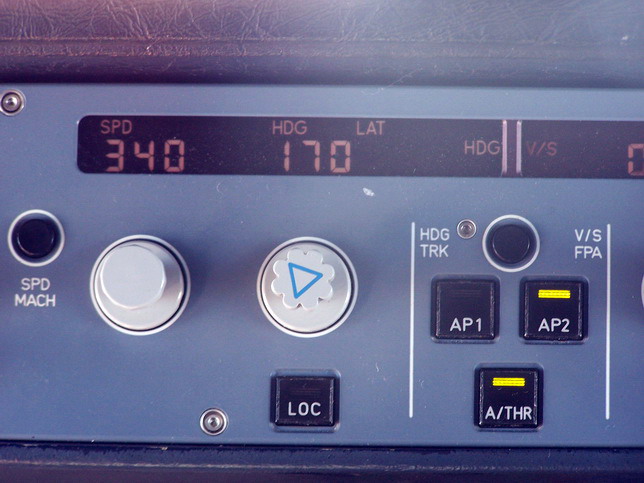 SPD HDG LAT
340 170 HDG V/S
SPD
MACH
HDG
TRK
V/S
FPA
AP1 AP2
LOC A/THR